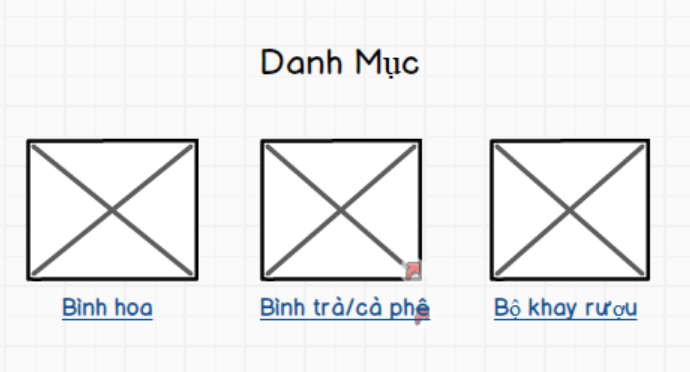 Danh Mục
Bình hoa
Bình trà/cà phê
Bộ khay rượu